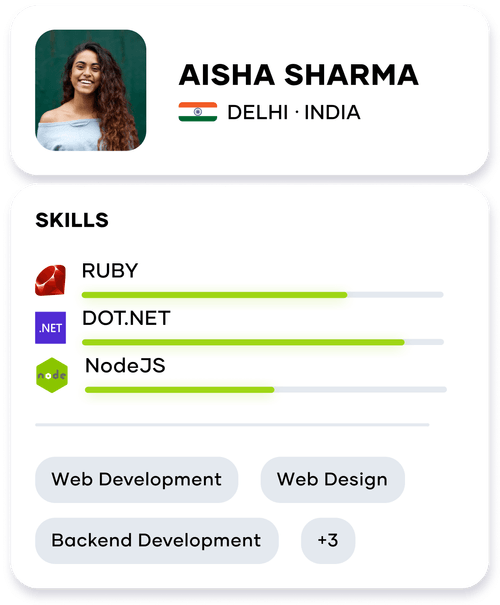 AISHA SHARMA
DELHI · INDIA
SKILLS
RUBY
.NET
DOT.NET
node
NodeJS
Web Development
Web Design
Backend Development
+3